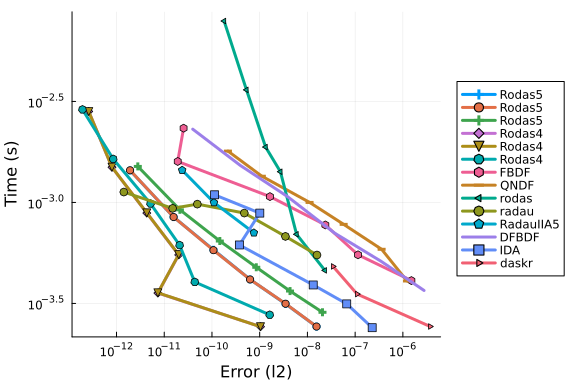 Time (s)
10^−2.5
10^−3.0
10^−3.5
10^−12 10^−11 10^−10 10^−9 10^−8 10^−7 10^−6
Error (l2)
Rodas5
Rodas5
Rodas5
Rodas4
Rodas4
Rodas4
FBDF
QNDF
rodas
radau
RadauIIA5
DFBDF
IDA
daskr